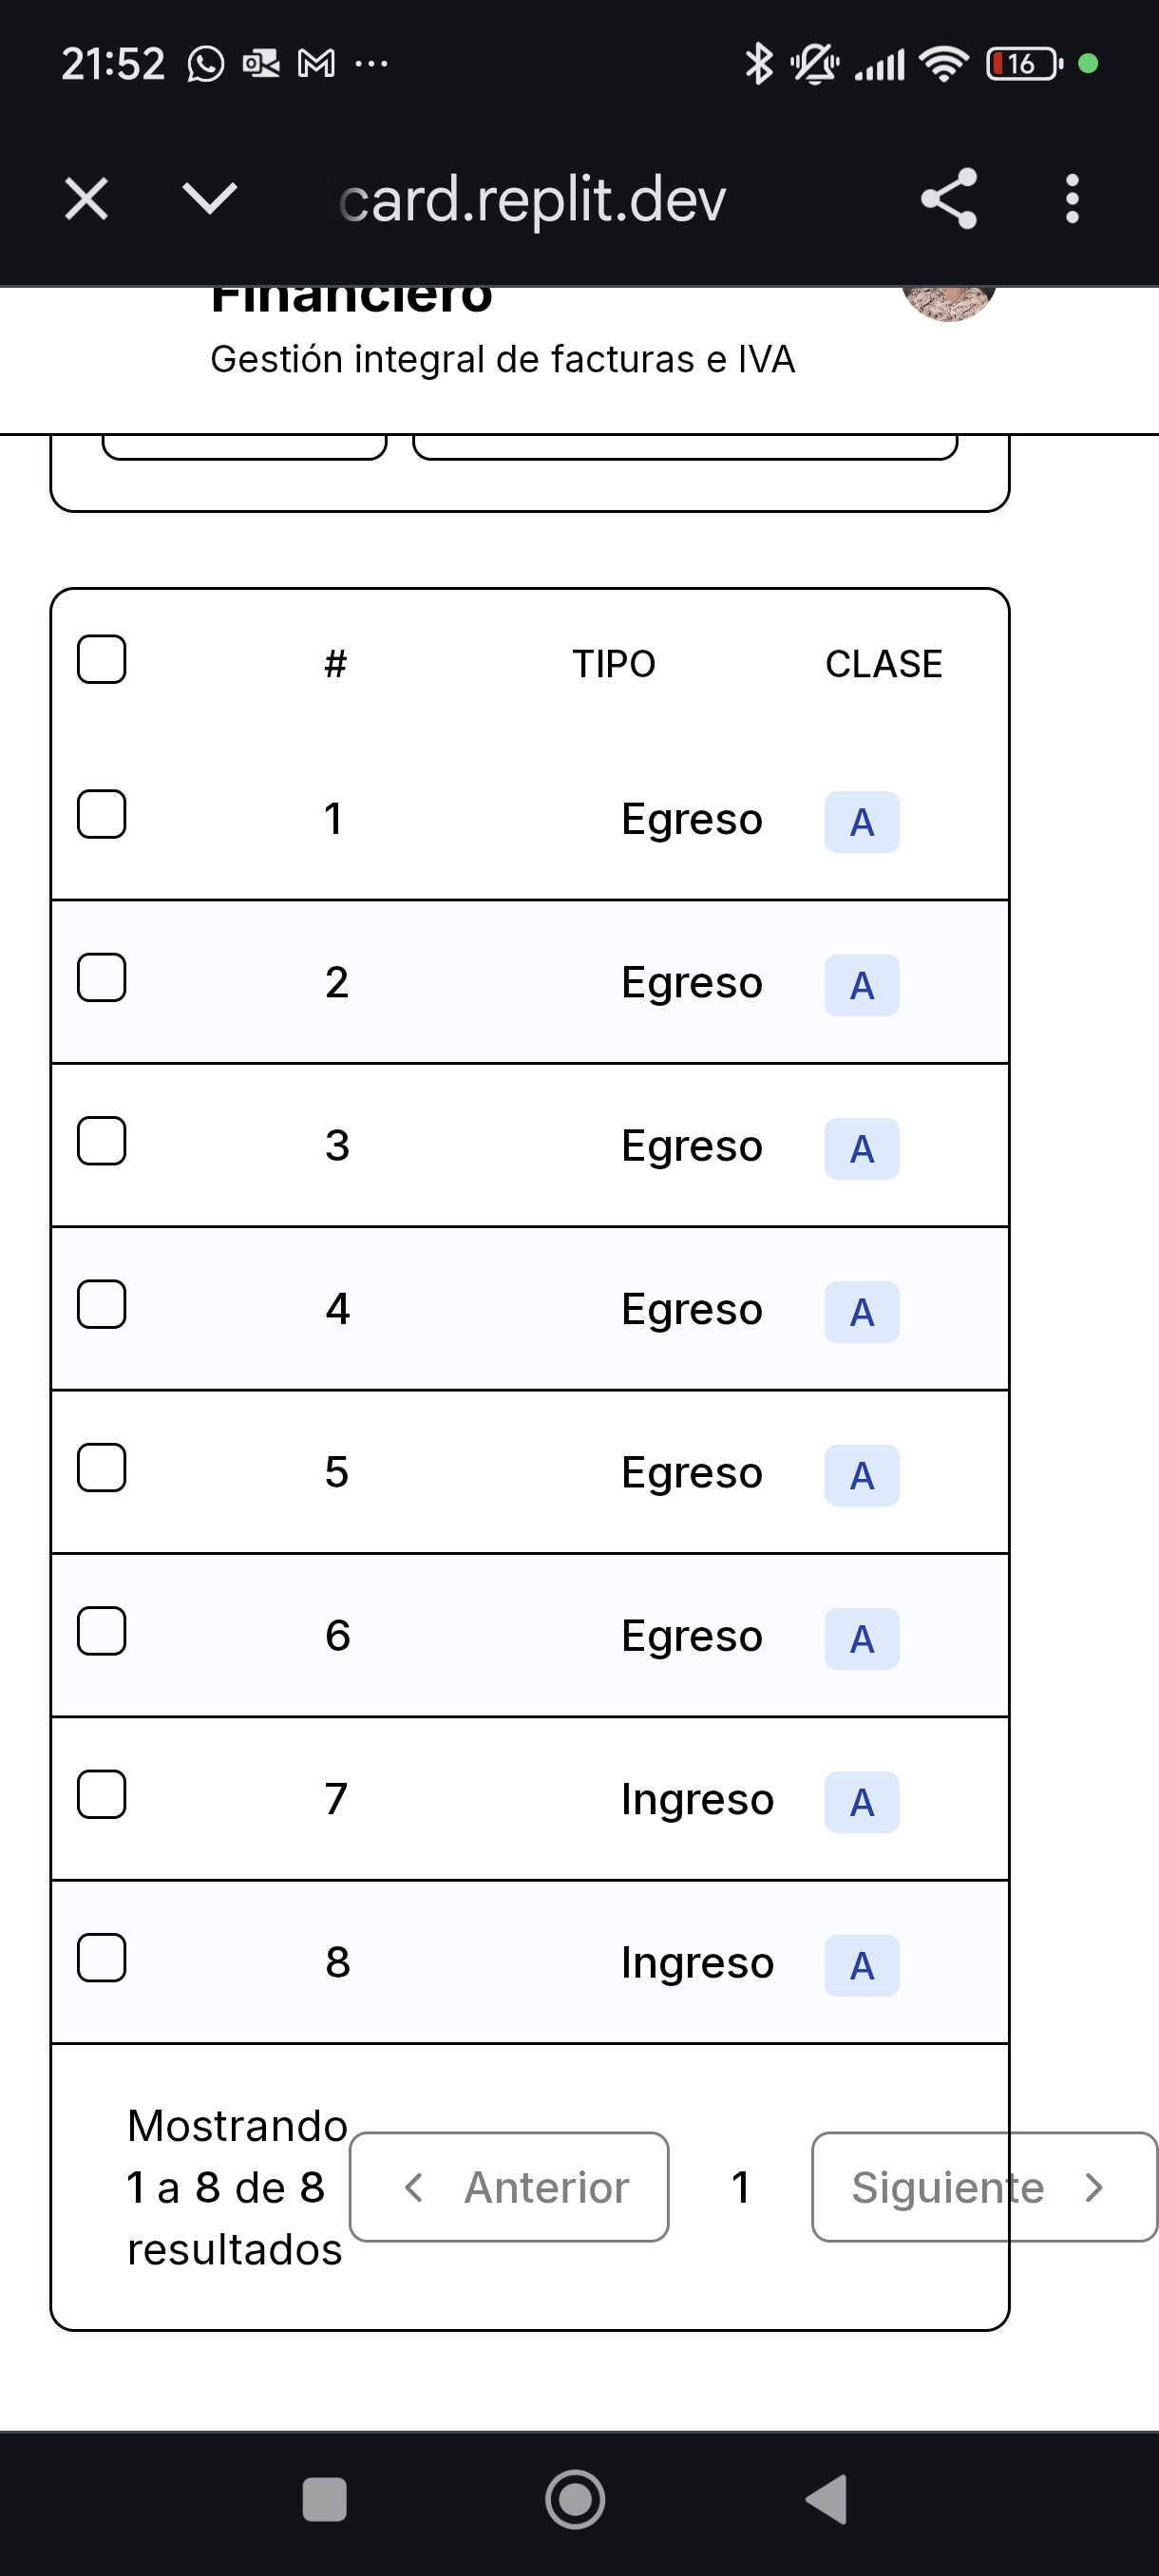 21:52 16
card.replit.dev
Financiero
Gestión integral de facturas e IVA
# TIPO CLASE
1 Egreso A
2 Egreso A
3 Egreso A
4 Egreso A
5 Egreso A
6 Egreso A
7 Ingreso A
8 Ingreso A
Mostrando
1 a 8 de 8
resultados
Anterior 1 Siguiente